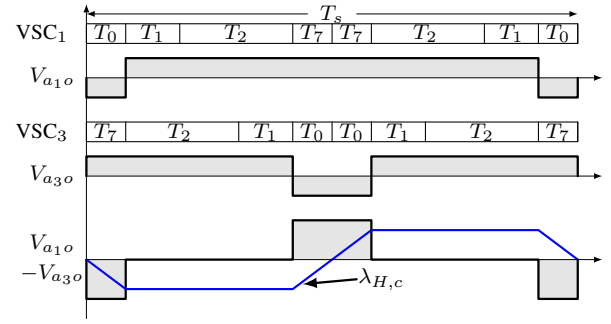 T_s
VSC_1 T_0 T_1 T_2 T_7 T_7 T_2 T_1 T_0
V_{a_1o}
VSC_3 T_7 T_2 T_1 T_0 T_0 T_1 T_2 T_7
V_{a_3o}
V_{a_1o}
−V_{a_3o}
λ_{H,c}